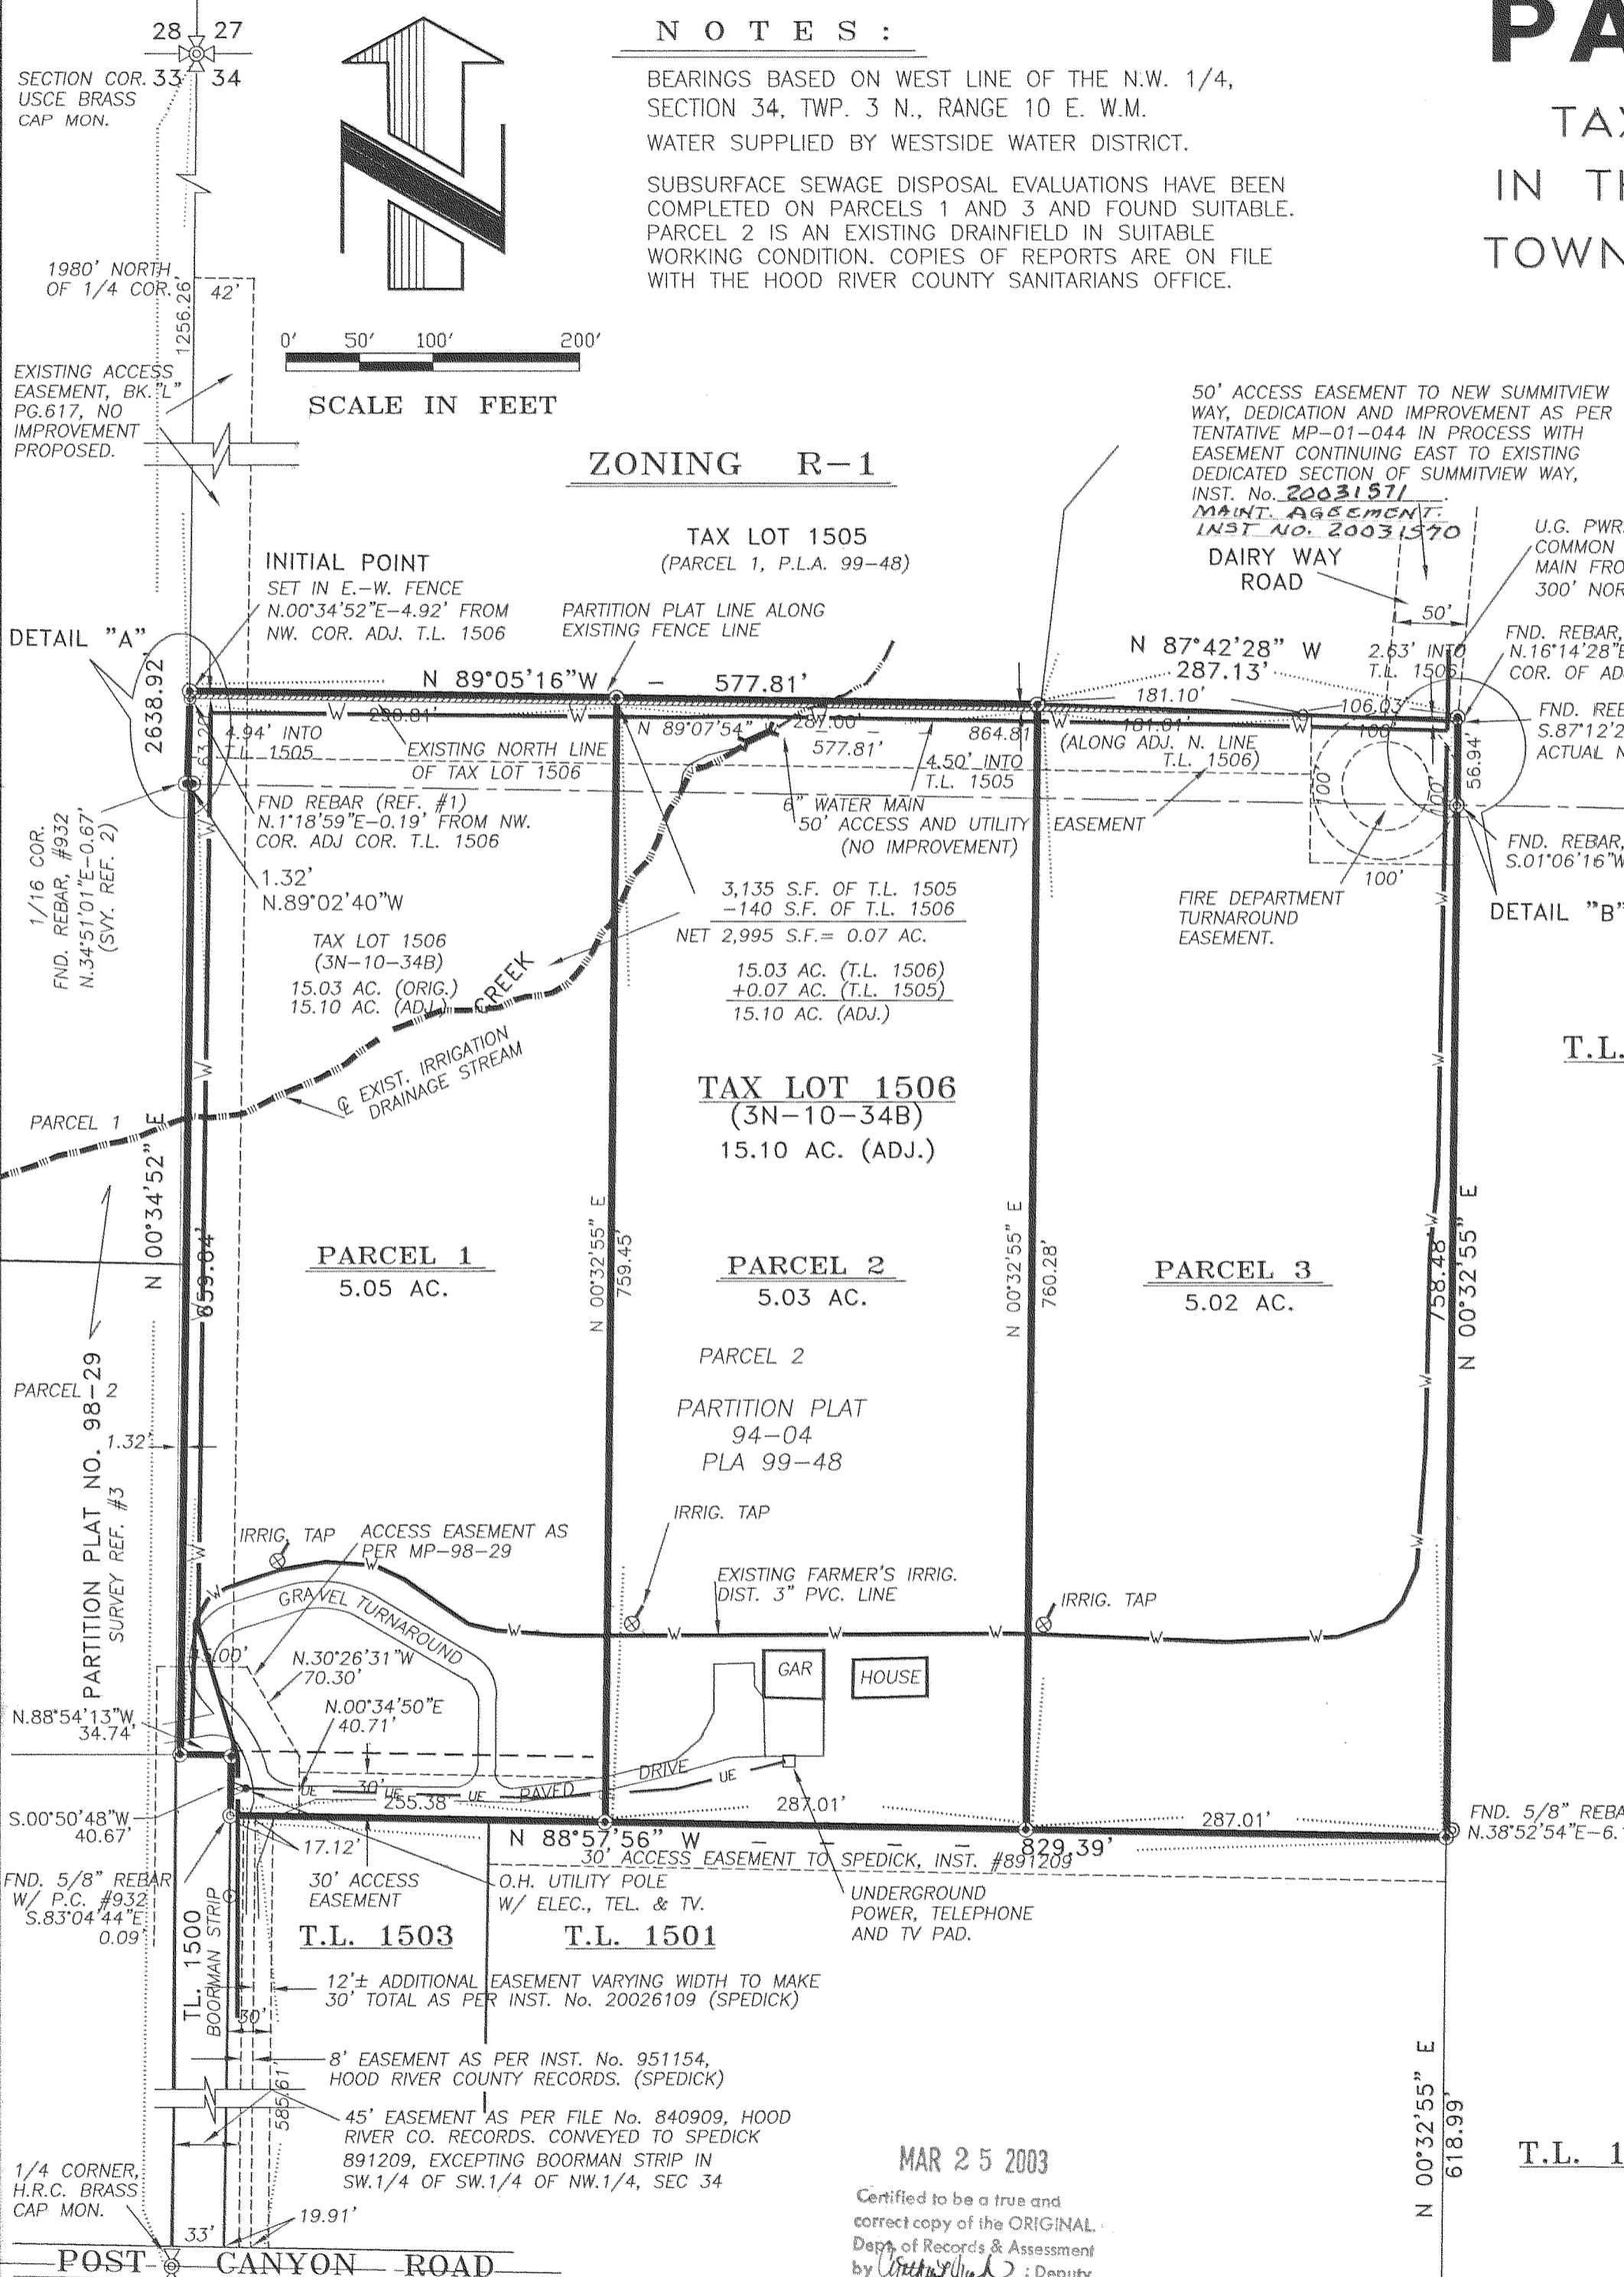 28 27
33 34
SECTION COR.
USCE BRASS
CAP MON.
N O T E S :
BEARINGS BASED ON WEST LINE OF THE N.W. 1/4,
SECTION 34, TWP. 3 N., RANGE 10 E. W.M.
WATER SUPPLIED BY WESTSIDE WATER DISTRICT.
SUBSURFACE SEWAGE DISPOSAL EVALUATIONS HAVE BEEN
COMPLETED ON PARCELS 1 AND 3 AND FOUND SUITABLE.
PARCEL 2 IS AN EXISTING DRAINFIELD IN SUITABLE
WORKING CONDITION. COPIES OF REPORTS ARE ON FILE
WITH THE HOOD RIVER COUNTY SANITARIANS OFFICE.
PA
TAX
IN TH
TOWN
1980' NORTH
OF 1/4 COR.
42'
1256.26'
0' 50' 100' 200'
SCALE IN FEET
EXISTING ACCESS
EASEMENT, BK."L"
PG.617, NO
IMPROVEMENT
PROPOSED.
ZONING R-1
50' ACCESS EASEMENT TO NEW SUMMITVIEW
WAY, DEDICATION AND IMPROVEMENT AS PER
TENTATIVE MP-01-044 IN PROCESS WITH
EASEMENT CONTINUING EAST TO EXISTING
DEDICATED SECTION OF SUMMITVIEW WAY,
INST. No. 20031571.
MAINT. AGEEMENT.
INST NO. 20031570
TAX LOT 1505
(PARCEL 1, P.L.A. 99-48)
DAIRY WAY
ROAD
50'
U.G. PWR
COMMON
MAIN FRO
300' NOR
INITIAL POINT
SET IN E.-W. FENCE
N.00°34'52"E-4.92' FROM
NW. COR. ADJ. T.L. 1506
PARTITION PLAT LINE ALONG
EXISTING FENCE LINE
DETAIL "A"
2638.92'
N 89°05'16"W - 577.81'
N 87°42'28" W
287.13'
181.10'
106.03'
2.63' INTO
T.L. 1506
FND. REBAR,
N.16°14'28"E
COR. OF AD
FND. REB
S.87°12'2
ACTUAL N
290.81'
N 89°07'54"
287.00'
577.81'
864.81'
181.01'
100'
4.94' INTO
T.L. 1505
EXISTING NORTH LINE
OF TAX LOT 1506
4.50' INTO
T.L. 1505
(ALONG ADJ. N. LINE
T.L. 1506)
56.94'
100'
100'
100'
1/16 COR.
FND. REBAR, #932
N.34°51'01"E-0.67'
(SVY. REF. 2)
FND REBAR (REF. #1)
N.1°18'59"E-0.19' FROM NW.
COR. ADJ COR. T.L. 1506
1.32'
N.89°02'40"W
6" WATER MAIN
50' ACCESS AND UTILITY EASEMENT
(NO IMPROVEMENT)
FND. REBAR,
S.01°06'16"W
DETAIL "B"
FIRE DEPARTMENT
TURNAROUND
EASEMENT.
3,135 S.F. OF T.L. 1505
-140 S.F. OF T.L. 1506
NET 2,995 S.F.= 0.07 AC.
15.03 AC. (T.L. 1506)
+0.07 AC. (T.L. 1505)
15.10 AC. (ADJ.)
TAX LOT 1506
(3N-10-34B)
15.03 AC. (ORIG.)
15.10 AC. (ADJ.)
CREEK
℄ EXIST. IRRIGATION
DRAINAGE STREAM
T.L.
TAX LOT 1506
(3N-10-34B)
15.10 AC. (ADJ.)
PARCEL 1
N 00°34'52" E
659.64'
N 00°32'55" E
759.45'
N 00°32'55" E
760.28'
758.48'
N 00°32'55" E
PARCEL 1
5.05 AC.
PARCEL 2
5.03 AC.
PARCEL 3
5.02 AC.
PARCEL 2
PARTITION PLAT
94-04
PLA 99-48
PARCEL 2
1.32'
PARTITION PLAT NO. 98-29
SURVEY REF. #3
IRRIG. TAP
ACCESS EASEMENT AS
PER MP-98-29
IRRIG. TAP
EXISTING FARMER'S IRRIG.
DIST. 3" PVC. LINE
IRRIG. TAP
GRAVEL TURNAROUND
45.00'
N.30°26'31"W
70.30'
N.00°34'50"E
40.71'
GAR
HOUSE
N.88°54'13"W
34.74'
30'
UE UE UE PAVED DRIVE UE
S.00°50'48"W
40.67'
255.38'
287.01'
287.01'
17.12'
N 88°57'56" W - - - - 829.39'
30' ACCESS EASEMENT TO SPEDICK, INST. #891209
FND. 5/8" REBA
N.38°52'54"E-6.
FND. 5/8" REBAR
W/ P.C. #932
S.83°04'44"E
0.09'
30' ACCESS
EASEMENT
O.H. UTILITY POLE
W/ ELEC., TEL. & TV.
UNDERGROUND
POWER, TELEPHONE
AND TV PAD.
TL. 1500
BOORMAN STRIP
T.L. 1503
T.L. 1501
12'± ADDITIONAL EASEMENT VARYING WIDTH TO MAKE
30' TOTAL AS PER INST. No. 20026109 (SPEDICK)
30'
8' EASEMENT AS PER INST. No. 951154,
HOOD RIVER COUNTY RECORDS. (SPEDICK)
585.61'
45' EASEMENT AS PER FILE No. 840909, HOOD
RIVER CO. RECORDS. CONVEYED TO SPEDICK
891209, EXCEPTING BOORMAN STRIP IN
SW.1/4 OF SW.1/4 OF NW.1/4, SEC 34
N 00°32'55" E
618.99'
T.L. 1
1/4 CORNER,
H.R.C. BRASS
CAP MON.
33'
19.91'
POST CANYON ROAD
MAR 25 2003
Certified to be a true and
correct copy of the ORIGINAL.
Dept. of Records & Assessment
by ; Deputy